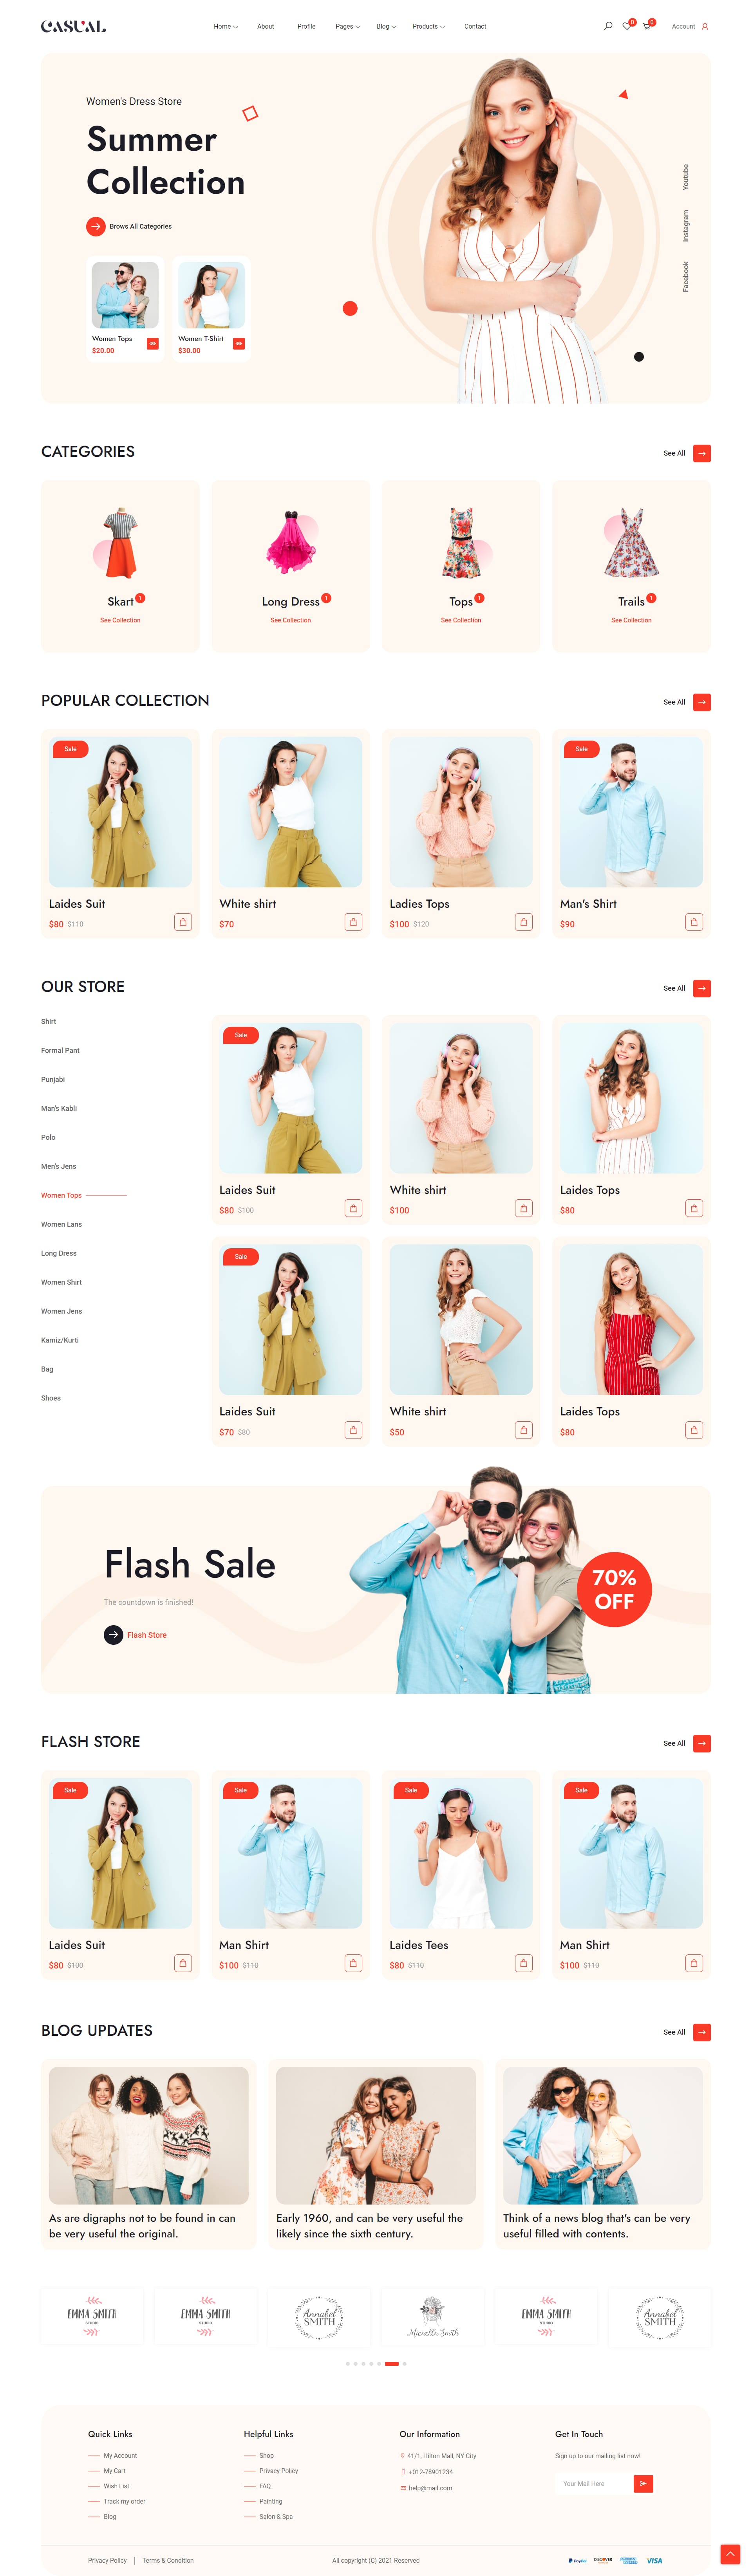 CASUAL
Home
About
Profile
Pages
Blog
Products
Contact
0
0
Account
Women's Dress Store
Summer
Collection
Brows All Categories
Women Tops
$20.00
Women T-Shirt
$30.00
Youtube
Instagram
Facebook
CATEGORIES
See All
Skart 1
See Collection
Long Dress 1
See Collection
Tops 1
See Collection
Trails 1
See Collection
POPULAR COLLECTION
See All
Sale
Laides Suit
$80 $110
White shirt
$70
Ladies Tops
$100 $120
Sale
Man's Shirt
$90
OUR STORE
See All
Shirt
Formal Pant
Punjabi
Man's Kabli
Polo
Men's Jens
Women Tops
Women Lans
Long Dress
Women Shirt
Women Jens
Kamiz/Kurti
Bag
Shoes
Sale
Laides Suit
$80 $100
White shirt
$100
Laides Tops
$80
Sale
Laides Suit
$70 $80
White shirt
$50
Laides Tops
$80
Flash Sale
The countdown is finished!
Flash Store
70%
OFF
FLASH STORE
See All
Sale
Laides Suit
$80 $100
Sale
Man Shirt
$100 $110
Sale
Laides Tees
$80 $110
Sale
Man Shirt
$100 $110
BLOG UPDATES
See All
As are digraphs not to be found in can
be very useful the original.
Early 1960, and can be very useful the
likely since the sixth century.
Think of a news blog that's can be very
useful filled with contents.
EMMA SMITH
STUDIO
EMMA SMITH
STUDIO
Annabel
SMITH
Micaella Smith
EMMA SMITH
STUDIO
Annabel
SMITH
Quick Links
My Account
My Cart
Wish List
Track my order
Blog
Helpful Links
Shop
Privacy Policy
FAQ
Painting
Salon & Spa
Our Information
41/1, Hilton Mall, NY City
+012-78901234
help@mail.com
Get In Touch
Sign up to our mailing list now!
Your Mail Here
Privacy Policy | Terms & Condition
All copyright (C) 2021 Reserved
PayPal
DISCOVER
VISA